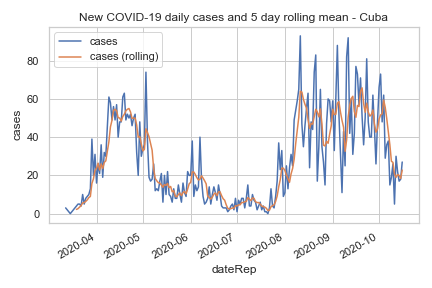 New COVID-19 daily cases and 5 day rolling mean - Cuba
cases
cases (rolling)
80
60
40
20
0
cases
2020-04
2020-05
2020-06
2020-07
2020-08
2020-09
2020-10
dateRep